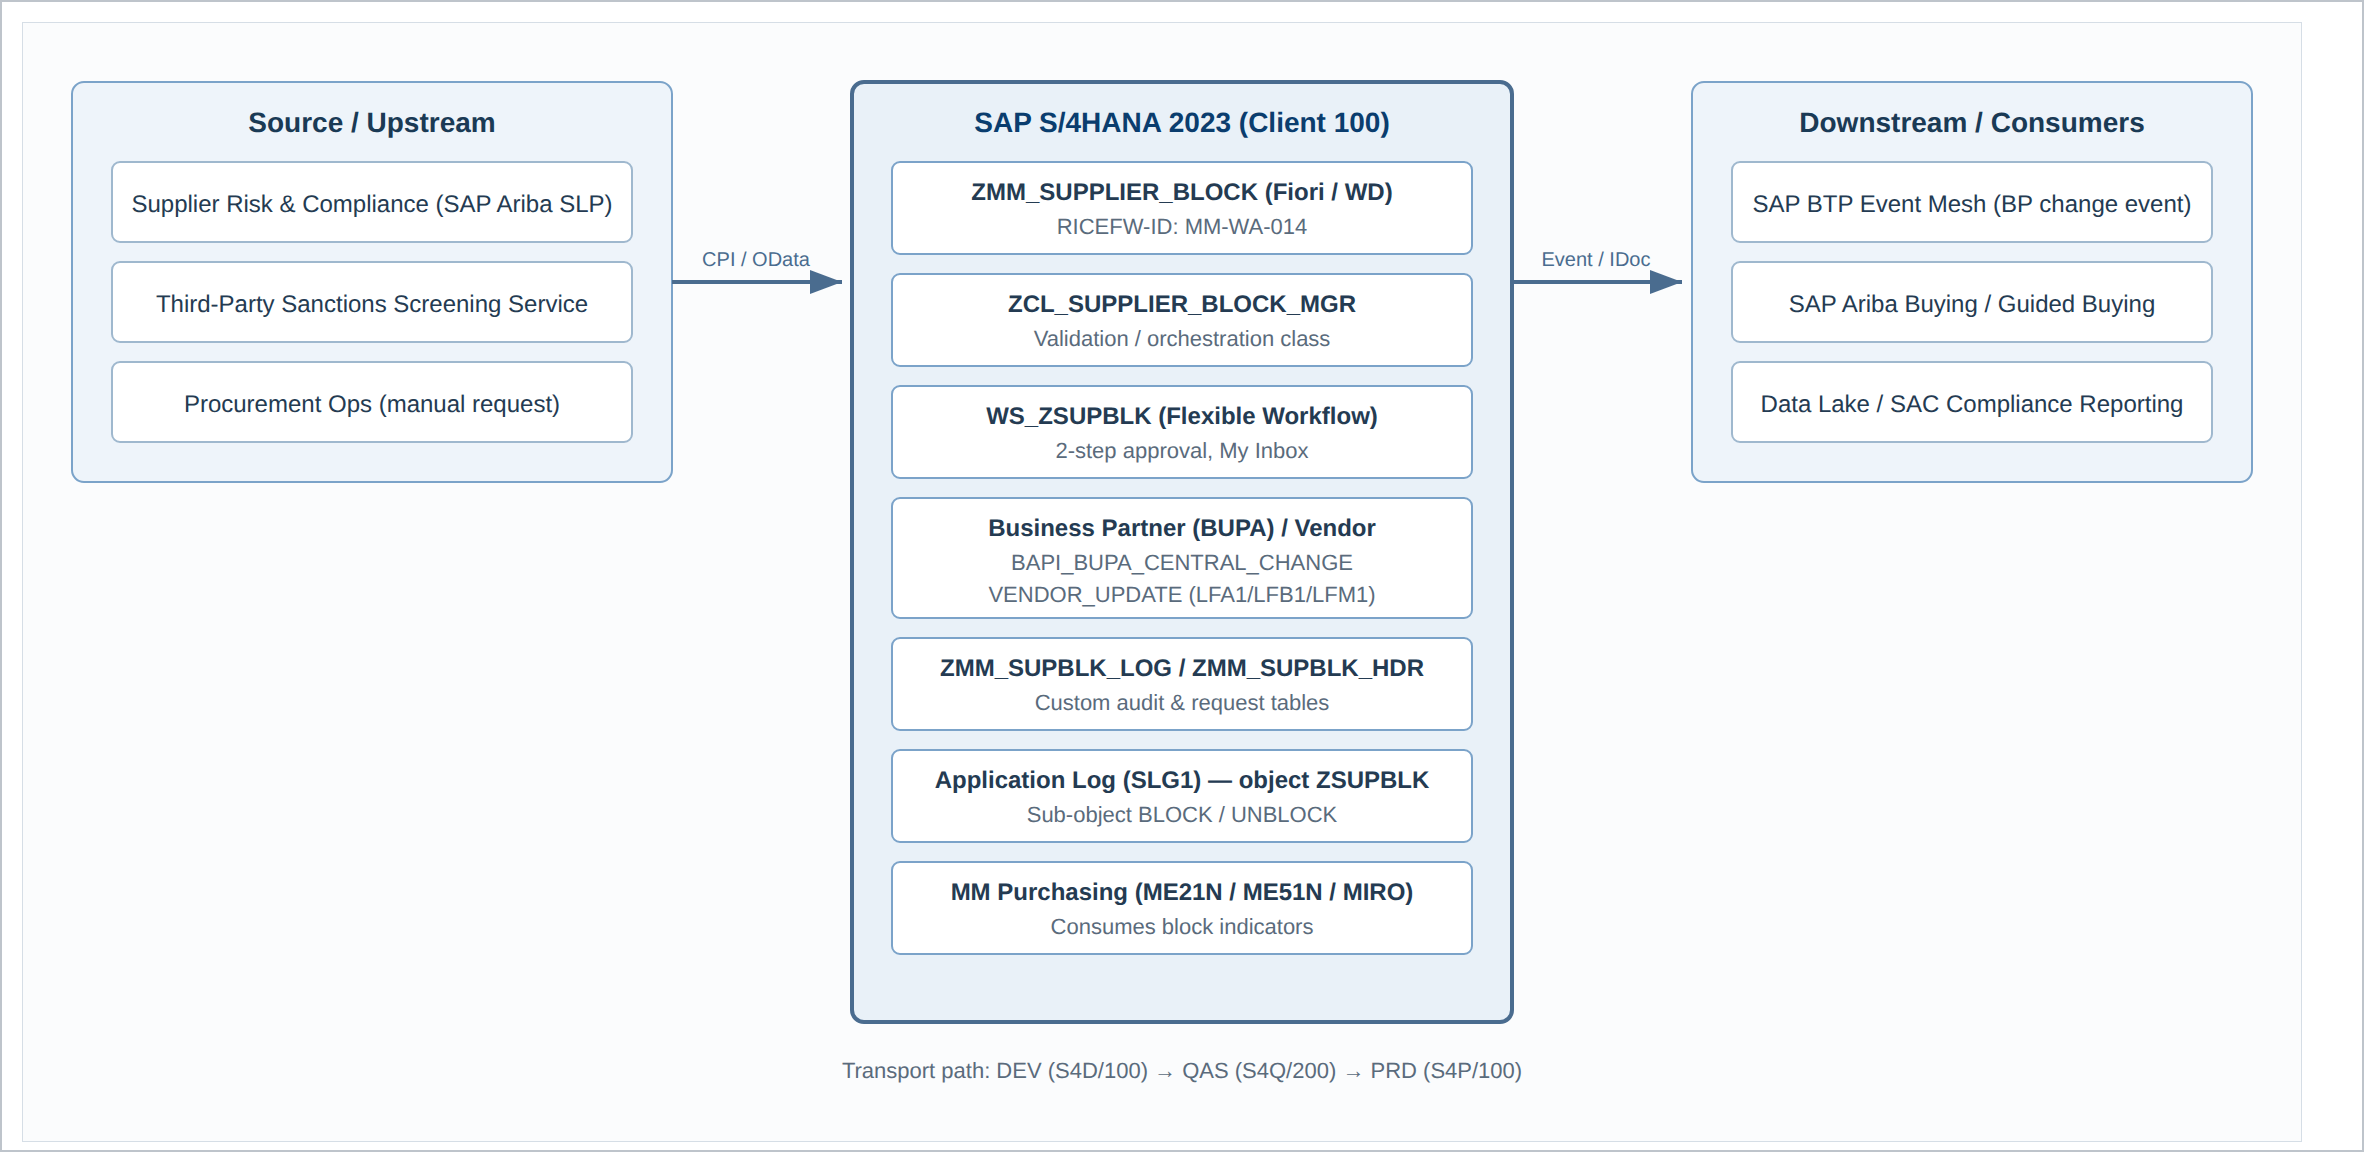 Source / Upstream
Supplier Risk & Compliance (SAP Ariba SLP)
Third-Party Sanctions Screening Service
Procurement Ops (manual request)
CPI / OData
SAP S/4HANA 2023 (Client 100)
ZMM_SUPPLIER_BLOCK (Fiori / WD)
RICEFW-ID: MM-WA-014
ZCL_SUPPLIER_BLOCK_MGR
Validation / orchestration class
WS_ZSUPBLK (Flexible Workflow)
2-step approval, My Inbox
Business Partner (BUPA) / Vendor
BAPI_BUPA_CENTRAL_CHANGE
VENDOR_UPDATE (LFA1/LFB1/LFM1)
ZMM_SUPBLK_LOG / ZMM_SUPBLK_HDR
Custom audit & request tables
Application Log (SLG1) — object ZSUPBLK
Sub-object BLOCK / UNBLOCK
MM Purchasing (ME21N / ME51N / MIRO)
Consumes block indicators
Event / IDoc
Downstream / Consumers
SAP BTP Event Mesh (BP change event)
SAP Ariba Buying / Guided Buying
Data Lake / SAC Compliance Reporting
Transport path: DEV (S4D/100) → QAS (S4Q/200) → PRD (S4P/100)